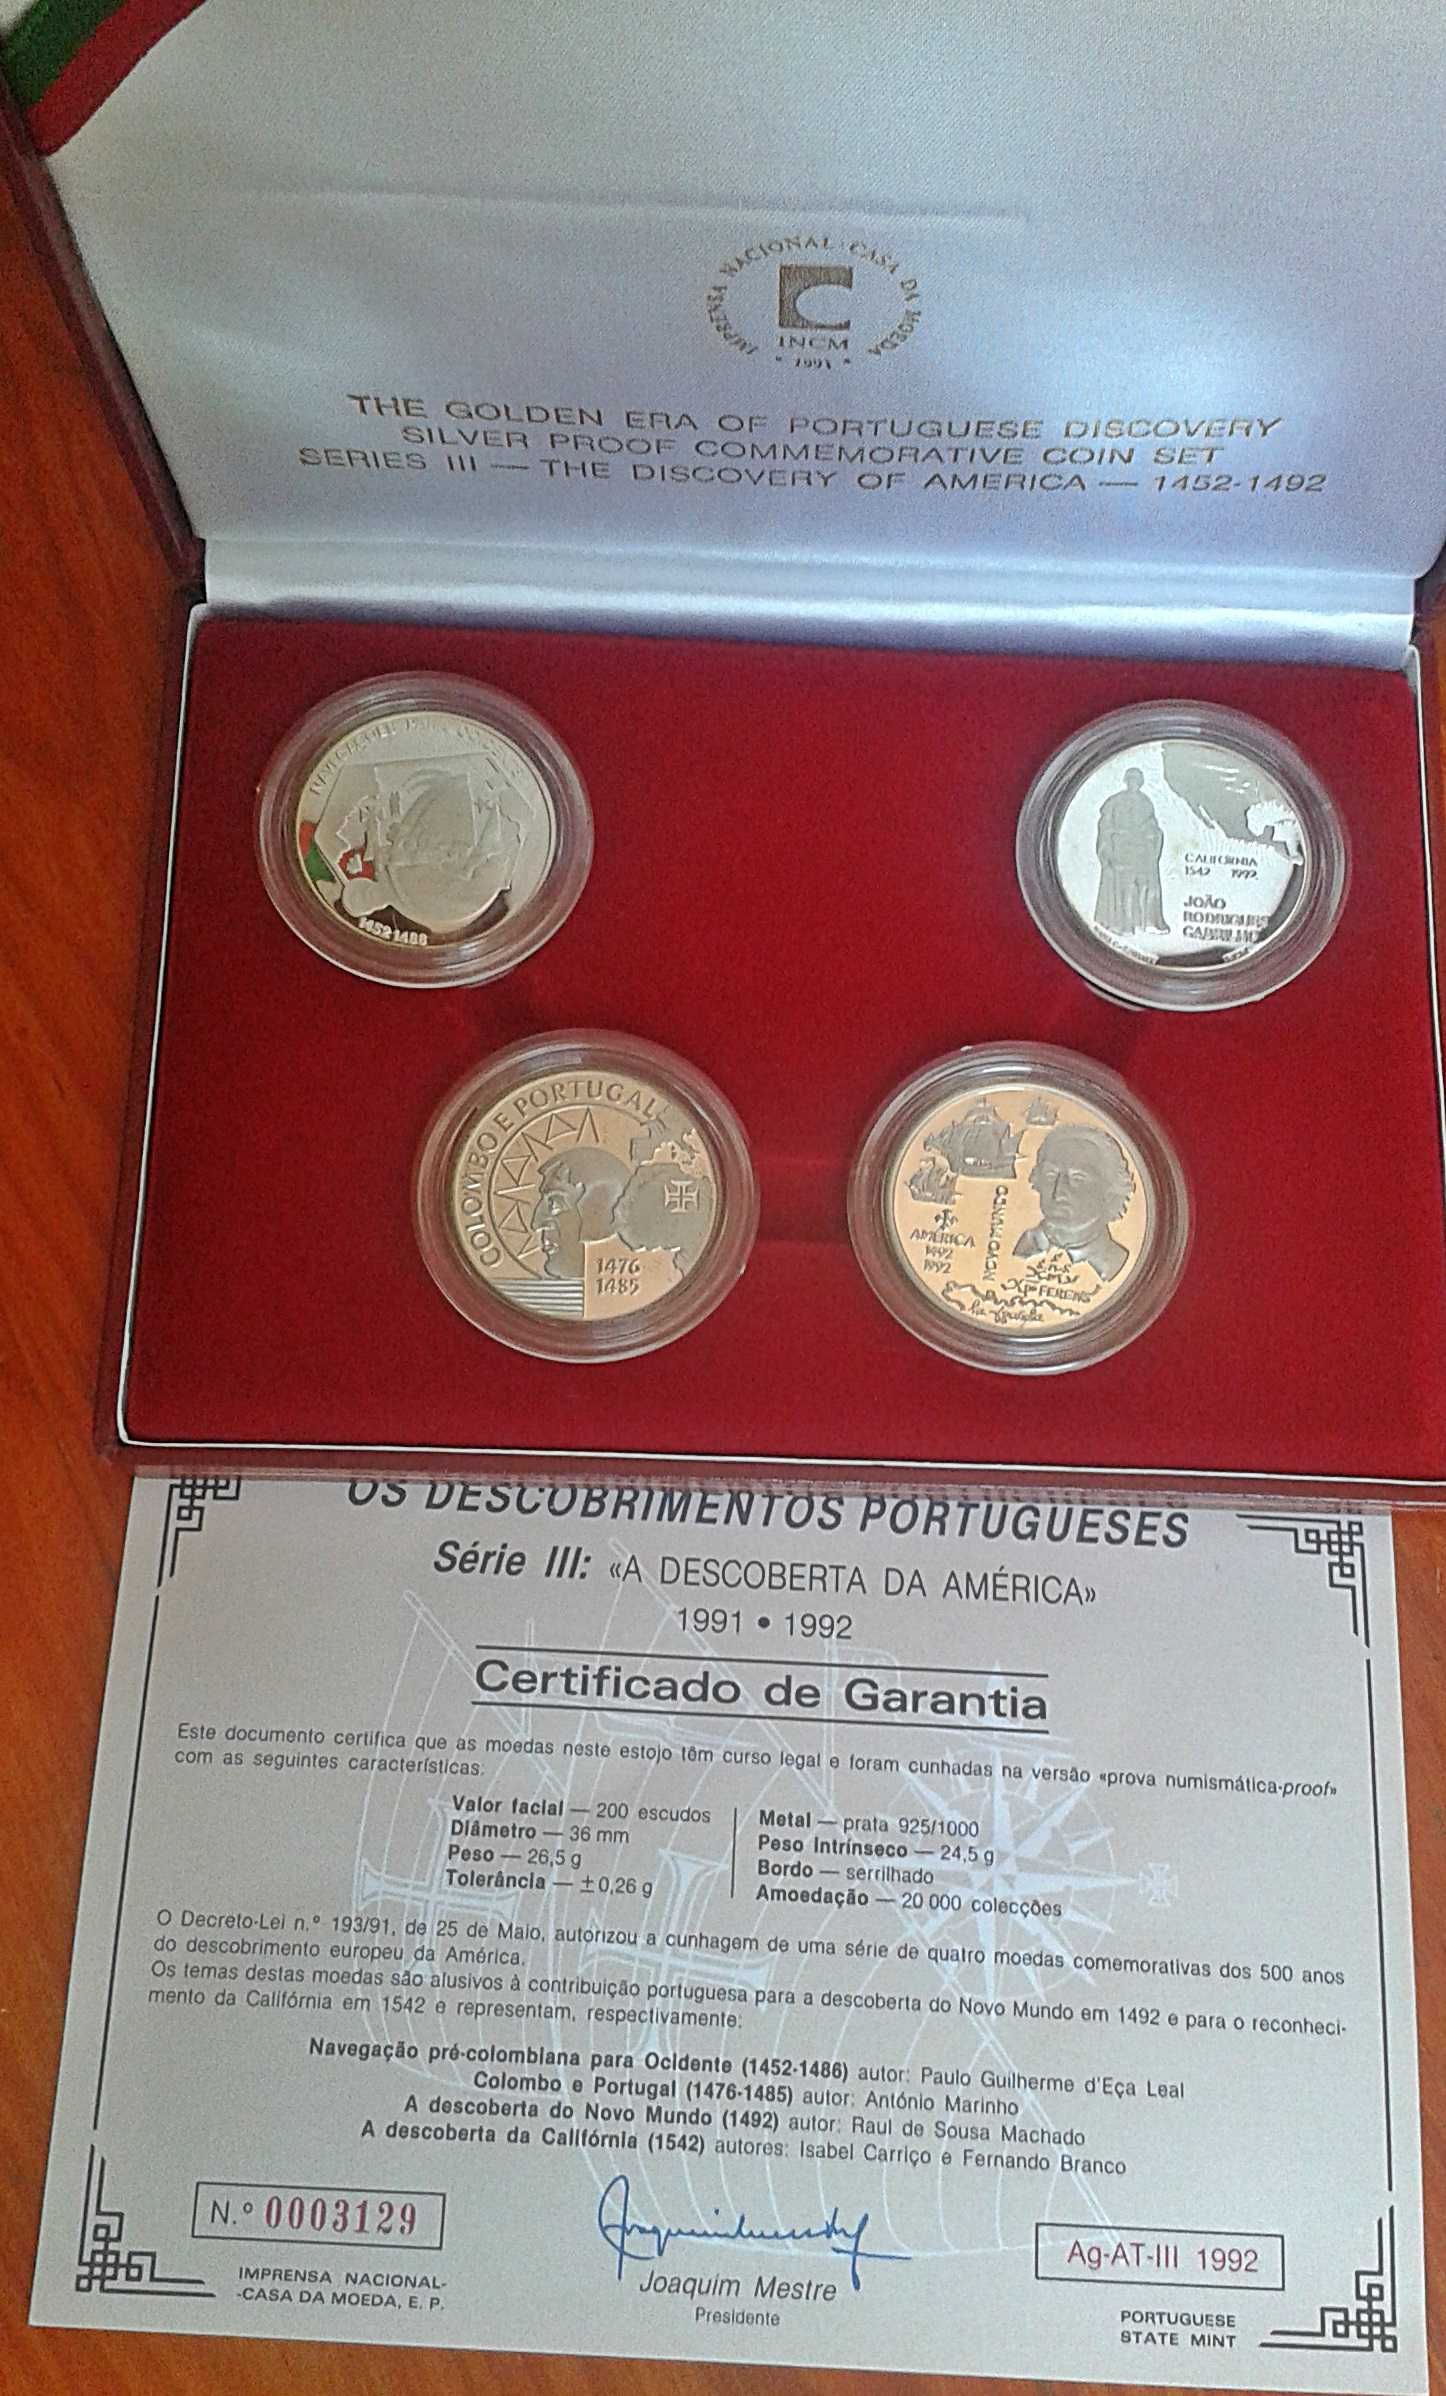 IMPRENSA NACIONAL · CASA DA MOEDA
INCM
* 1991 *
THE GOLDEN ERA OF PORTUGUESE DISCOVERY
SILVER PROOF COMMEMORATIVE COIN SET
SERIES III — THE DISCOVERY OF AMERICA — 1452-1492
1452 1486
CALIFÓRNIA
1542 1992
JOÃO
RODRIGUES
CABRILHO
COLOMBO E PORTUGAL
1476
1485
NOVO MUNDO
AMÉRICA
1492
1992
XPO FERENS
OS DESCOBRIMENTOS PORTUGUESES
Série III: «A DESCOBERTA DA AMÉRICA»
1991 • 1992
Certificado de Garantia
Este documento certifica que as moedas neste estojo têm curso legal e foram cunhadas na versão «prova numismática-proof»
com as seguintes características:
Valor facial — 200 escudos
Diâmetro — 36 mm
Peso — 26,5 g
Tolerância — ±0,26 g
Metal — prata 925/1000
Peso Intrínseco — 24,5 g
Bordo — serrilhado
Amoedação — 20 000 colecções
O Decreto-Lei n.º 193/91, de 25 de Maio, autorizou a cunhagem de uma série de quatro moedas comemorativas dos 500 anos
do descobrimento europeu da América.
Os temas destas moedas são alusivos à contribuição portuguesa para a descoberta do Novo Mundo em 1492 e para o reconheci-
mento da Califórnia em 1542 e representam, respectivamente:
Navegação pré-colombiana para Ocidente (1452-1486) autor: Paulo Guilherme d'Eça Leal
Colombo e Portugal (1476-1485) autor: António Marinho
A descoberta do Novo Mundo (1492) autor: Raul de Sousa Machado
A descoberta da Califórnia (1542) autores: Isabel Carriço e Fernando Branco
N.º 0003129
IMPRENSA NACIONAL-
-CASA DA MOEDA, E. P.
Joaquim Mestre
Presidente
Ag-AT-III 1992
PORTUGUESE
STATE MINT